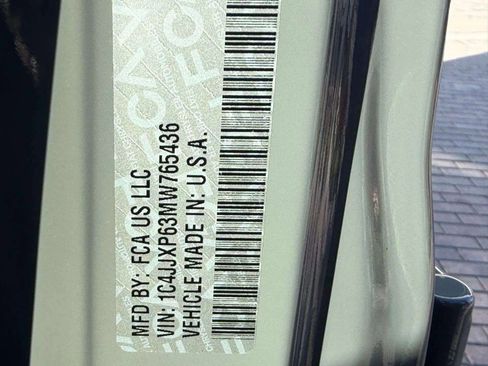 MFD BY: FCA US LLC
VIN: 1C4JJXP63MW765436
VEHICLE MADE IN: U.S.A.